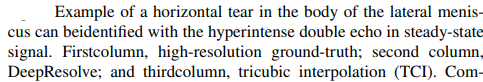 Example of a horizontal tear in the body of the lateral menis-
cus can beidentified with the hyperintense double echo in steady-state
signal. Firstcolumn, high-resolution ground-truth; second column,
DeepResolve; and thirdcolumn, tricubic interpolation (TCI). Com-